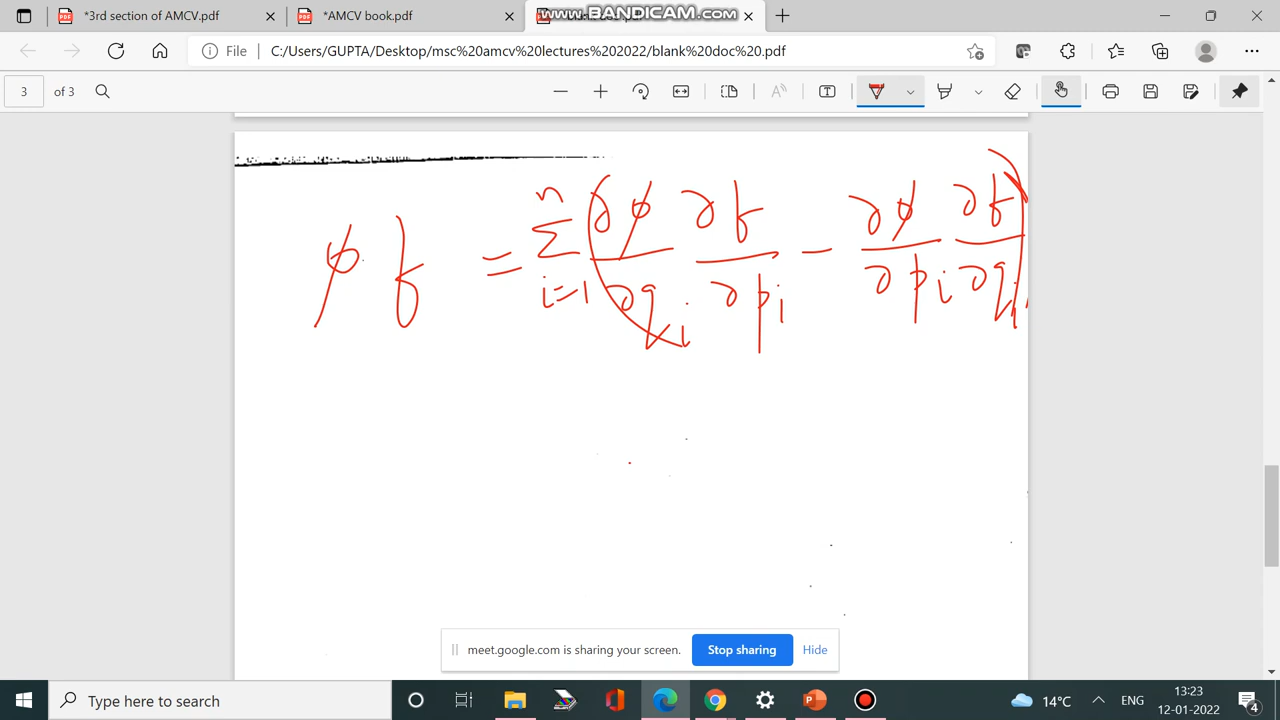 *3rd section of AMCV.pdf
*AMCV book.pdf
www.BANDICAM.com
File C:/Users/GUPTA/Desktop/msc%20amcv%20lectures%202022/blank%20doc%20.pdf
3 of 3
ϕ f = ∑_{i=1}^{n} (∂ϕ/∂q_i ∂f/∂p_i − ∂ϕ/∂p_i ∂f/∂q_i)
meet.google.com is sharing your screen. Stop sharing Hide
Type here to search
14°C ENG 13:23
12-01-2022 4